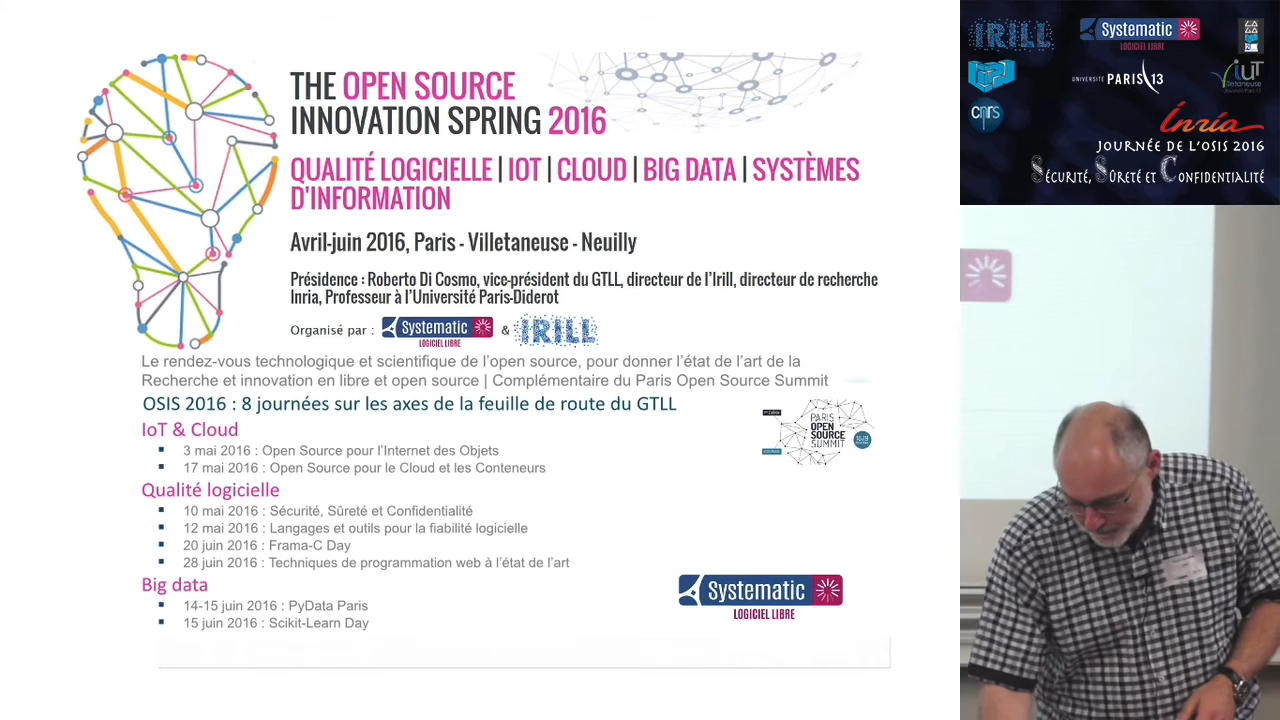 THE OPEN SOURCE
INNOVATION SPRING 2016
QUALITÉ LOGICIELLE | IOT | CLOUD | BIG DATA | SYSTÈMES
D'INFORMATION
Avril-juin 2016, Paris - Villetaneuse - Neuilly
Présidence : Roberto Di Cosmo, vice-président du GTLL, directeur de l'Irill, directeur de recherche
Inria, Professeur à l'Université Paris-Diderot
Organisé par : Systematic & IRILL
LOGICIEL LIBRE
Le rendez-vous technologique et scientifique de l'open source, pour donner l'état de l'art de la
Recherche et innovation en libre et open source | Complémentaire du Paris Open Source Summit
OSIS 2016 : 8 journées sur les axes de la feuille de route du GTLL
IoT & Cloud
3 mai 2016 : Open Source pour l'Internet des Objets
17 mai 2016 : Open Source pour le Cloud et les Conteneurs
Qualité logicielle
10 mai 2016 : Sécurité, Sûreté et Confidentialité
12 mai 2016 : Langages et outils pour la fiabilité logicielle
20 juin 2016 : Frama-C Day
28 juin 2016 : Techniques de programmation web à l'état de l'art
Big data
14-15 juin 2016 : PyData Paris
15 juin 2016 : Scikit-Learn Day
PARIS
OPEN
SOURCE
SUMMIT
Systematic
LOGICIEL LIBRE
IRILL
Systematic
LOGICIEL LIBRE
UNIVERSITÉ PARIS 13
IUT
Villetaneuse
cnrs
Inria
JOURNÉE DE L'OSIS 2016
SÉCURITÉ, SÛRETÉ ET CONFIDENTIALITÉ